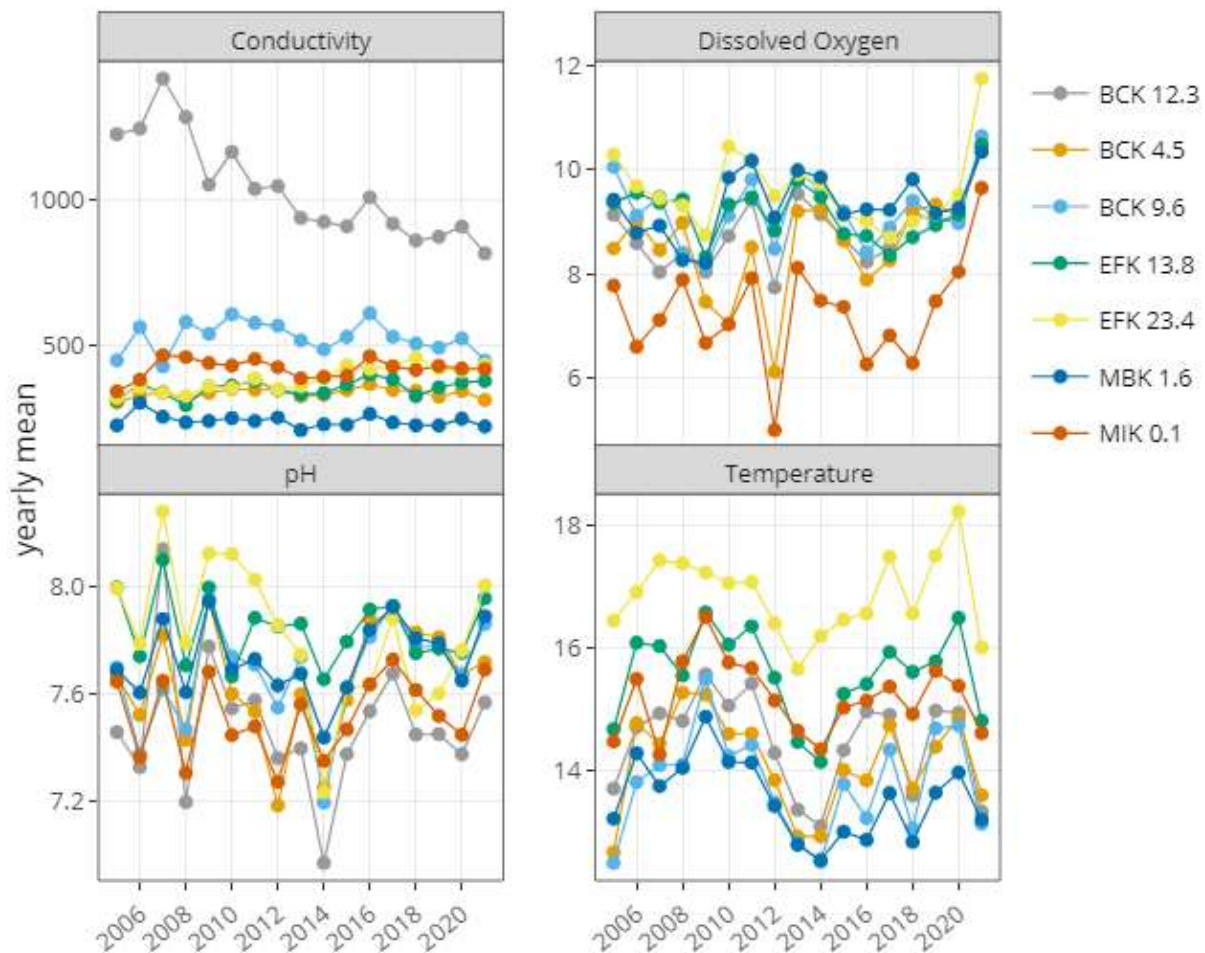 Conductivity
Dissolved Oxygen
1000
500
12
10
8
6
BCK 12.3
BCK 4.5
BCK 9.6
EFK 13.8
EFK 23.4
MBK 1.6
MIK 0.1
yearly mean
pH
Temperature
8.0
7.6
7.2
18
16
14
2006 2008 2010 2012 2014 2016 2018 2020
2006 2008 2010 2012 2014 2016 2018 2020